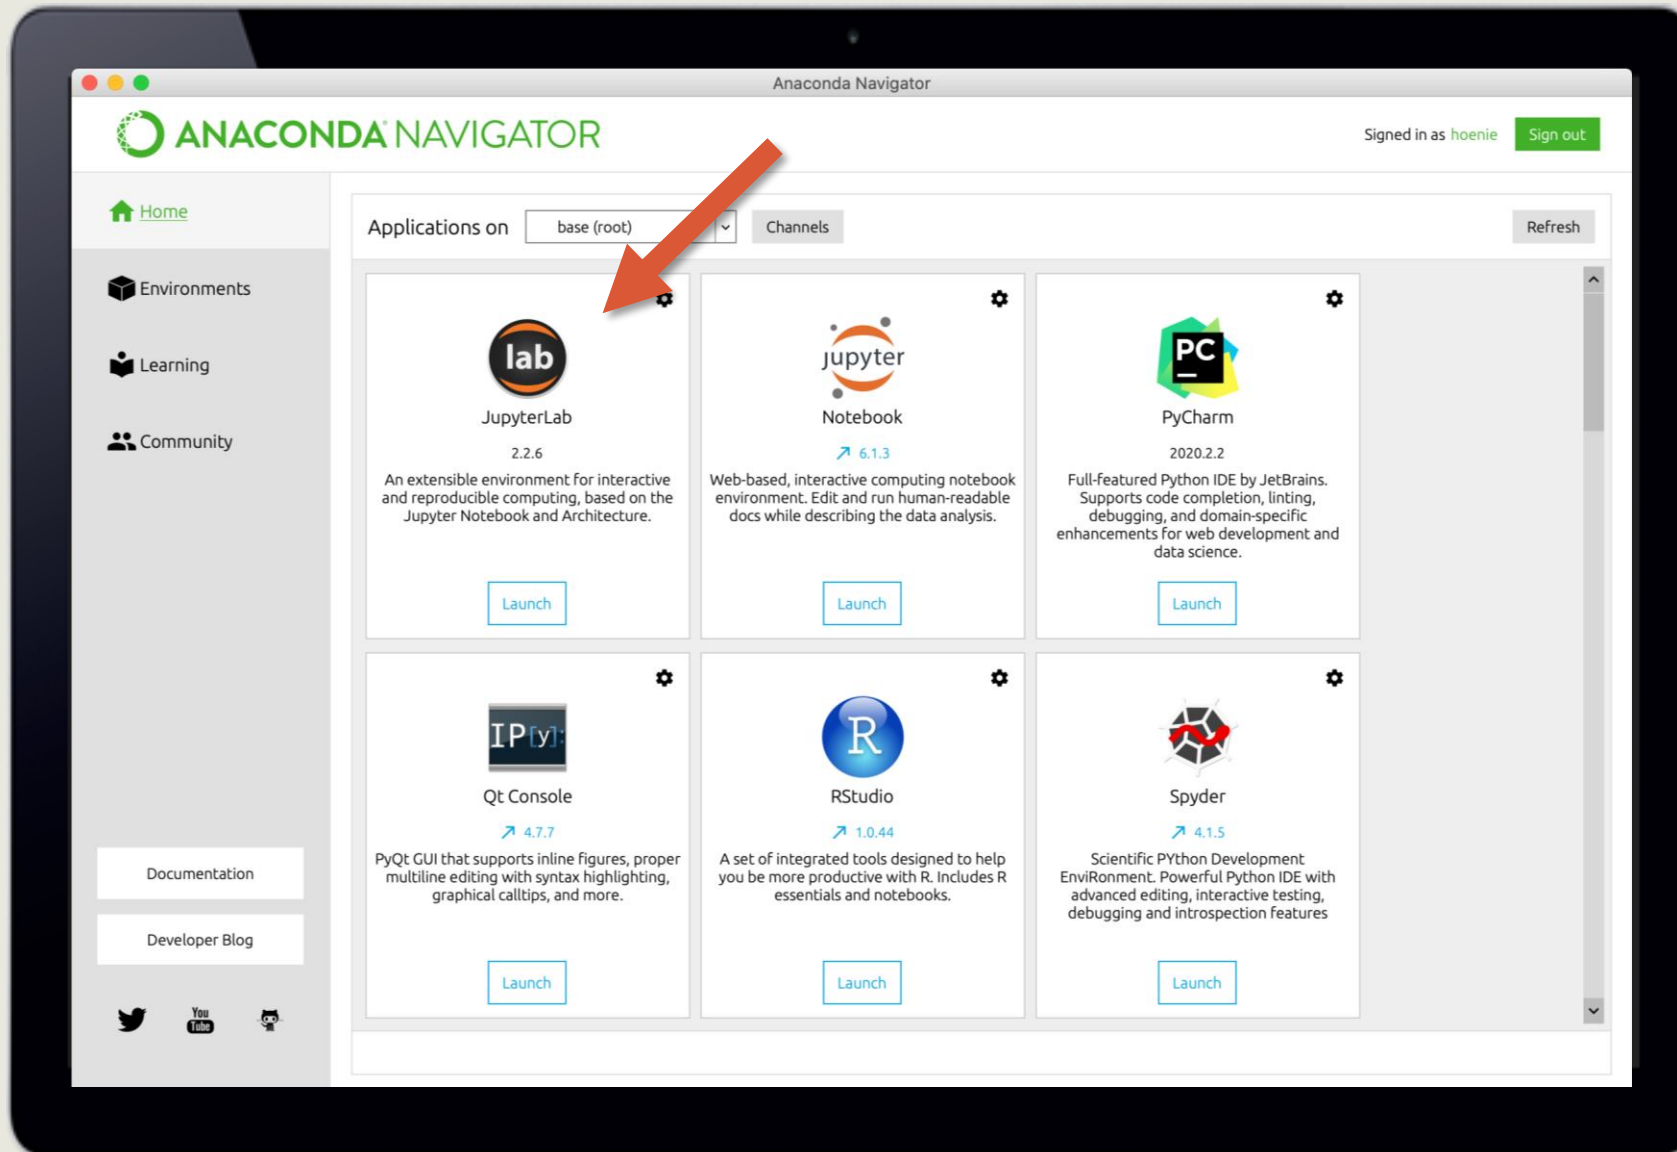 Anaconda Navigator
ANACONDA NAVIGATOR
Signed in as hoenie
Sign out
Home
Environments
Learning
Community
Documentation
Developer Blog
You
Tube
Applications on
base (root)
Channels
Refresh
lab
JupyterLab
2.2.6
An extensible environment for interactive
and reproducible computing, based on the
Jupyter Notebook and Architecture.
Launch
jupyter
Notebook
6.1.3
Web-based, interactive computing notebook
environment. Edit and run human-readable
docs while describing the data analysis.
Launch
PC
PyCharm
2020.2.2
Full-featured Python IDE by JetBrains.
Supports code completion, linting,
debugging, and domain-specific
enhancements for web development and
data science.
Launch
IP[y]:
Qt Console
4.7.7
PyQt GUI that supports inline figures, proper
multiline editing with syntax highlighting,
graphical calltips, and more.
Launch
R
RStudio
1.0.44
A set of integrated tools designed to help
you be more productive with R. Includes R
essentials and notebooks.
Launch
Spyder
4.1.5
Scientific PYthon Development
EnviRonment. Powerful Python IDE with
advanced editing, interactive testing,
debugging and introspection features
Launch